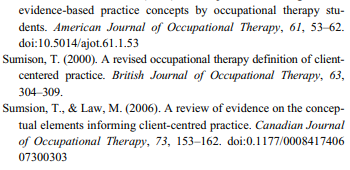 evidence-based practice concepts by occupational therapy stu-
dents. American Journal of Occupational Therapy, 61, 53–62.
doi:10.5014/ajot.61.1.53
Sumison, T. (2000). A revised occupational therapy definition of client-
centered practice. British Journal of Occupational Therapy, 63,
304–309.
Sumsion, T., & Law, M. (2006). A review of evidence on the concep-
tual elements informing client-centred practice. Canadian Journal
of Occupational Therapy, 73, 153–162. doi:0.1177/0008417406
07300303